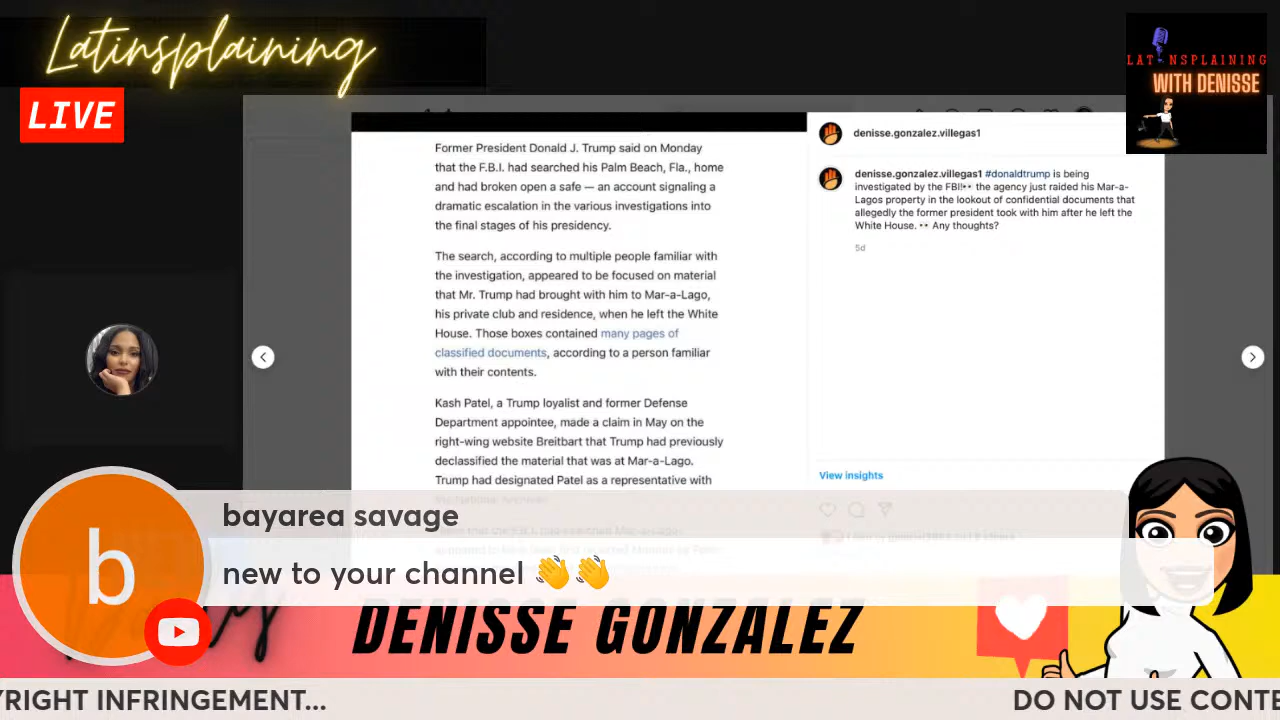 Latinsplaining
LIVE
LATINSPLAINING
WITH DENISSE
Former President Donald J. Trump said on Monday
that the F.B.I. had searched his Palm Beach, Fla., home
and had broken open a safe — an account signaling a
dramatic escalation in the various investigations into
the final stages of his presidency.
The search, according to multiple people familiar with
the investigation, appeared to be focused on material
that Mr. Trump had brought with him to Mar-a-Lago,
his private club and residence, when he left the White
House. Those boxes contained many pages of
classified documents, according to a person familiar
with their contents.
Kash Patel, a Trump loyalist and former Defense
Department appointee, made a claim in May on the
right-wing website Breitbart that Trump had previously
declassified the material that was at Mar-a-Lago.
Trump had designated Patel as a representative with
denisse.gonzalez.villegas1
denisse.gonzalez.villegas1 #donaldtrump is being
investigated by the FBI!👀 the agency just raided his Mar-a-
Lagos property in the lookout of confidential documents that
allegedly the former president took with him after he left the
White House. 👀 Any thoughts?
5d
View insights
b
bayarea savage
new to your channel 👋👋
DENISSE GONZALEZ
YRIGHT INFRINGEMENT...
DO NOT USE CONTE